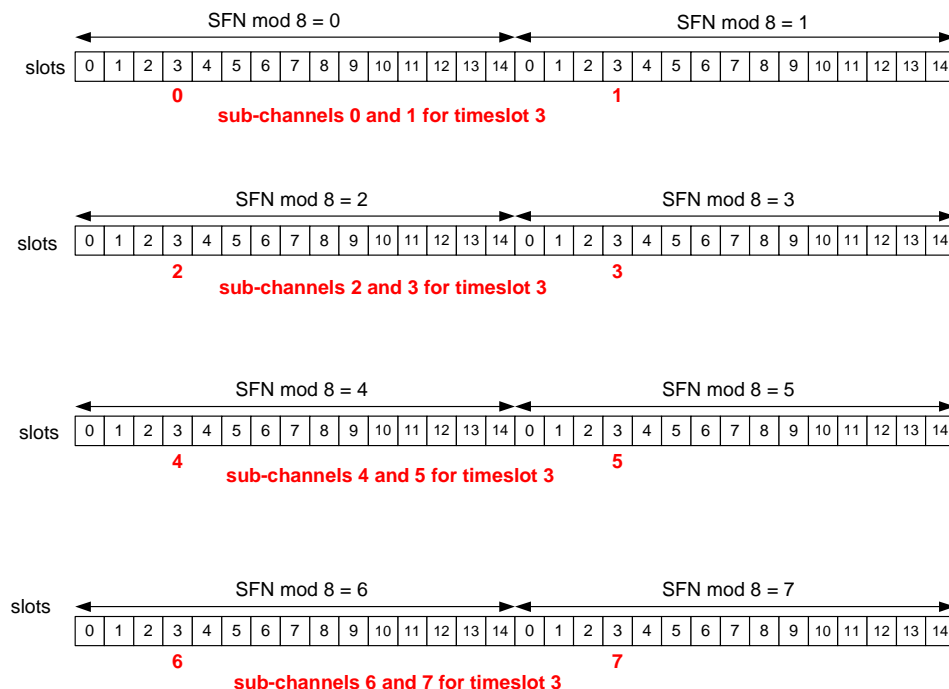 SFN mod 8 = 0 SFN mod 8 = 1
slots 0 1 2 3 4 5 6 7 8 9 10 11 12 13 14 0 1 2 3 4 5 6 7 8 9 10 11 12 13 14
0 1
sub-channels 0 and 1 for timeslot 3
SFN mod 8 = 2 SFN mod 8 = 3
slots 0 1 2 3 4 5 6 7 8 9 10 11 12 13 14 0 1 2 3 4 5 6 7 8 9 10 11 12 13 14
2 3
sub-channels 2 and 3 for timeslot 3
SFN mod 8 = 4 SFN mod 8 = 5
slots 0 1 2 3 4 5 6 7 8 9 10 11 12 13 14 0 1 2 3 4 5 6 7 8 9 10 11 12 13 14
4 5
sub-channels 4 and 5 for timeslot 3
SFN mod 8 = 6 SFN mod 8 = 7
slots
0 1 2 3 4 5 6 7 8 9 10 11 12 13 14 0 1 2 3 4 5 6 7 8 9 10 11 12 13 14
6 7
sub-channels 6 and 7 for timeslot 3